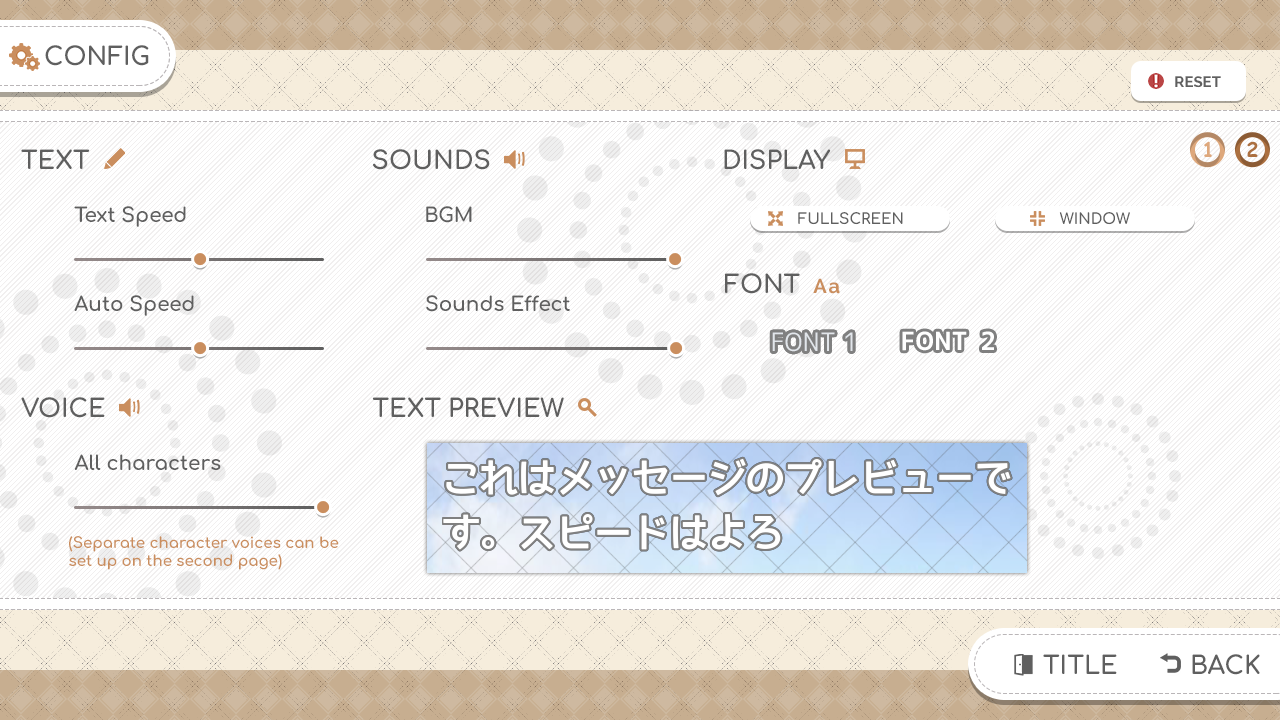 CONFIG
RESET
TEXT
Text Speed
Auto Speed
VOICE
All characters
(Separate character voices can be
set up on the second page)
SOUNDS
BGM
Sounds Effect
DISPLAY
1 2
FULLSCREEN WINDOW
FONT Aa
FONT 1 FONT 2
TEXT PREVIEW
これはメッセージのプレビューで
す。スピードはよろ
TITLE BACK